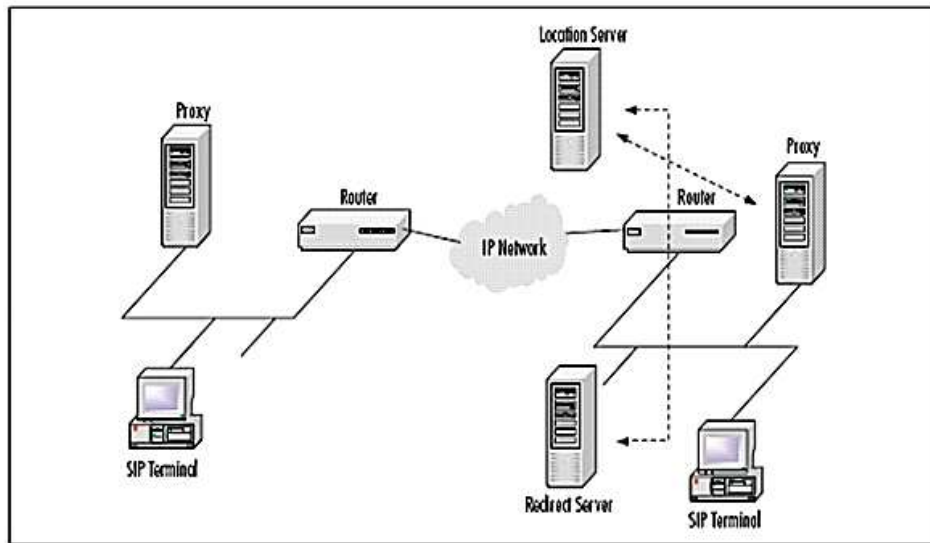 Location Server
Proxy
Proxy
Router
Router
IP Network
SIP Terminal
Redirect Server
SIP Terminal